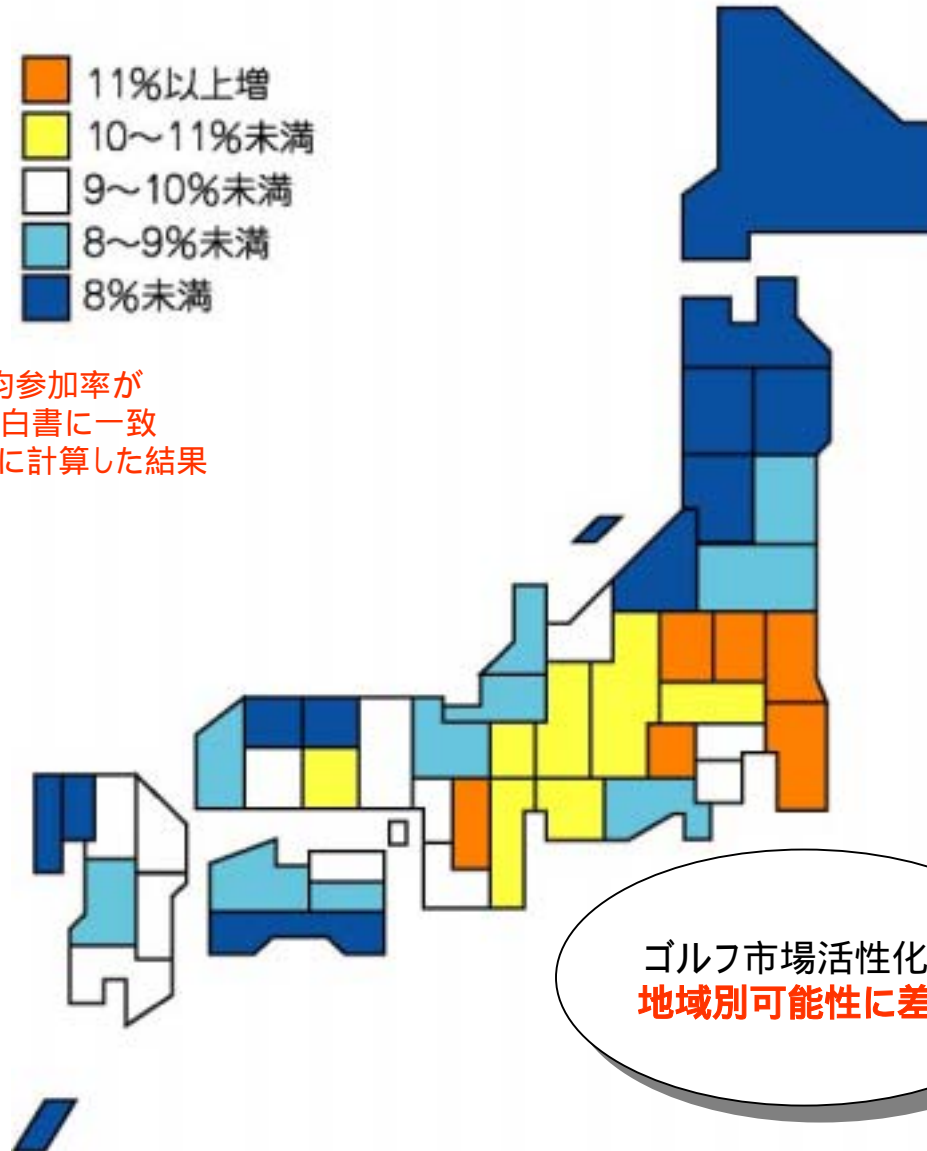 11%以上増
10～11%未満
9～10%未満
8～9%未満
8%未満
均参加率が
白書に一致
に計算した結果
ゴルフ市場活性化
地域別可能性に差